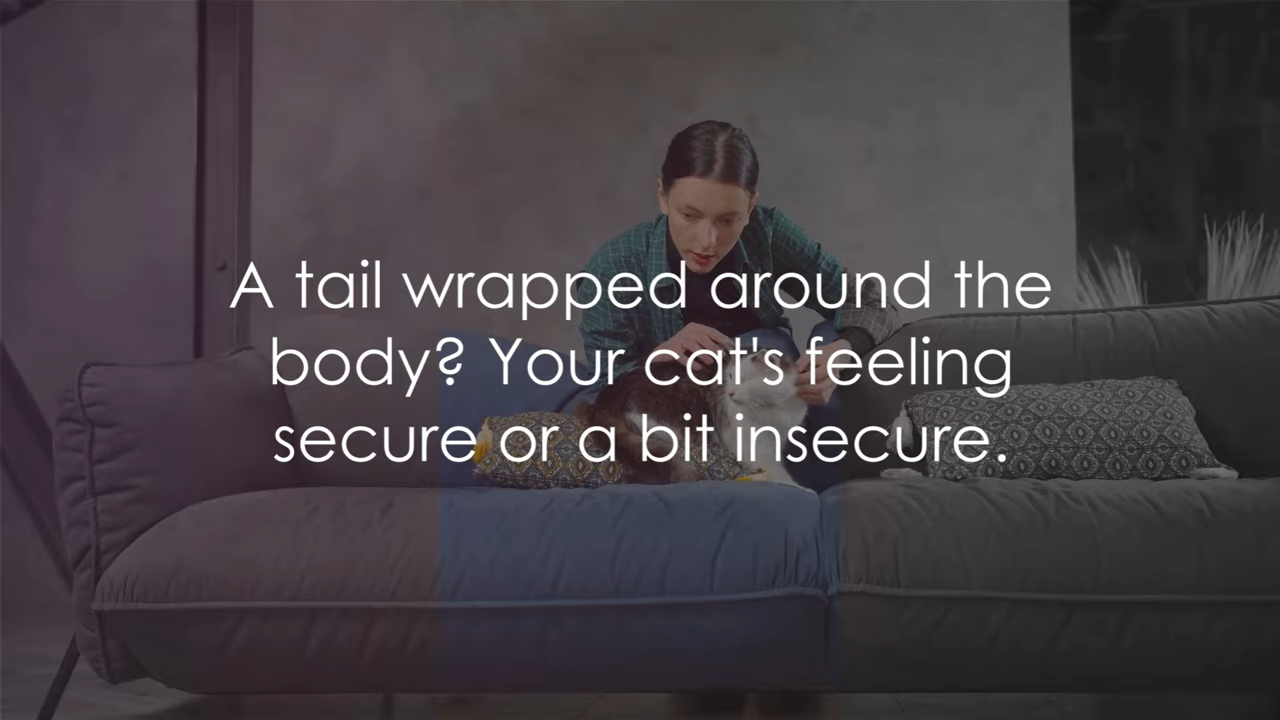 A tail wrapped around the
body? Your cat's feeling
secure or a bit insecure.